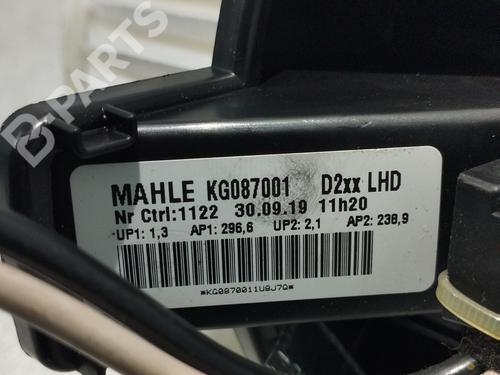 B-PARTS
MAHLE KG087001 D2xx LHD
Nr Ctrl:1122 30.09.19 11h20
UP1: 1,3 AP1: 296,6 UP2: 2,1 AP2: 238,9
*KG0870011U8J7Q*